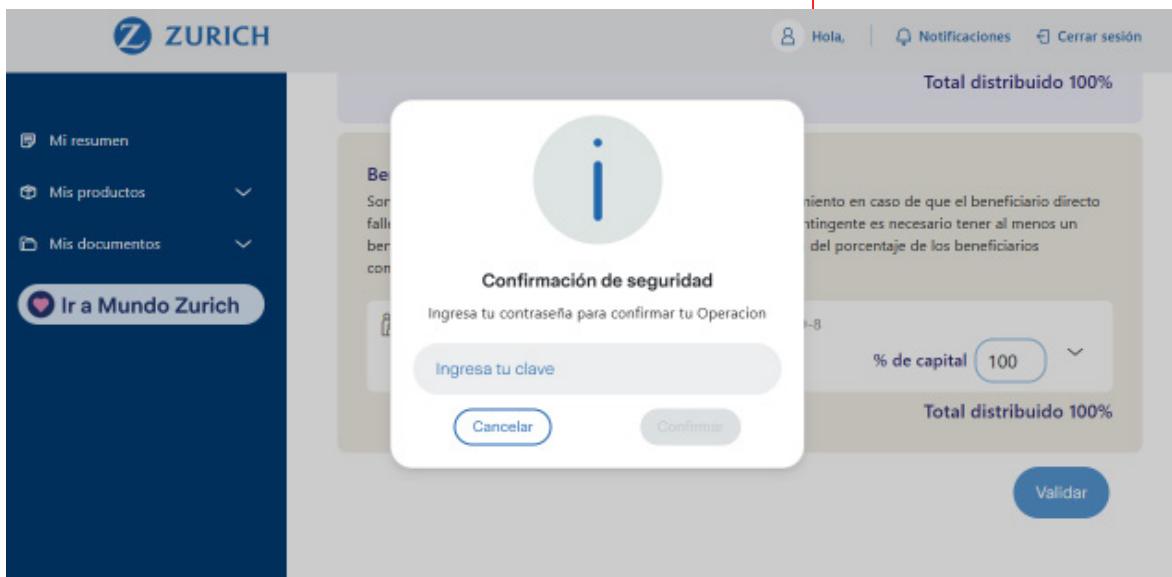 ZURICH
Hola,
Notificaciones
Cerrar sesión
Total distribuido 100%
Mi resumen
Mis productos
Mis documentos
Ir a Mundo Zurich
Be
Son
en caso de que el beneficiario directo
es necesario tener al menos un
del porcentaje de los beneficiarios
Confirmación de seguridad
Ingresa tu contraseña para confirmar tu Operacion
Ingresa tu clave
Cancelar
Confirmar
-8
% de capital 100
Total distribuido 100%
Validar